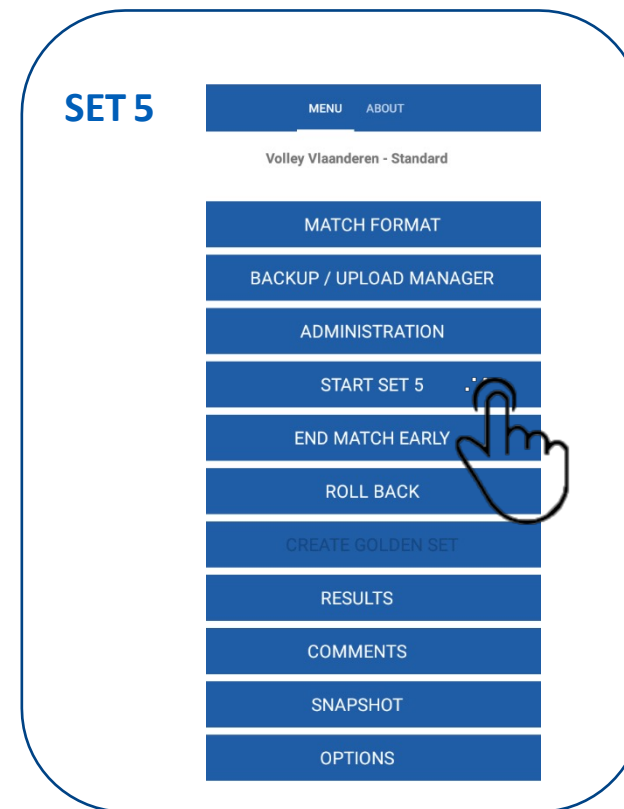 SET 5
MENU ABOUT
Volley Vlaanderen - Standard
MATCH FORMAT
BACKUP / UPLOAD MANAGER
ADMINISTRATION
START SET 5
END MATCH EARLY
ROLL BACK
CREATE GOLDEN SET
RESULTS
COMMENTS
SNAPSHOT
OPTIONS